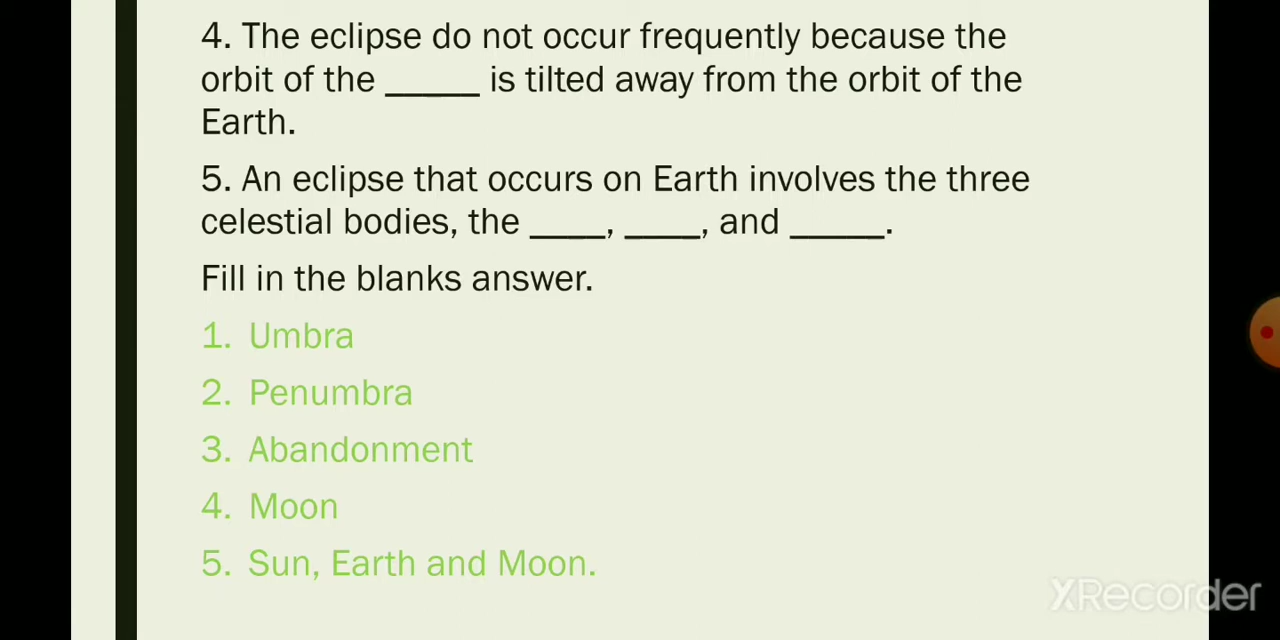 4. The eclipse do not occur frequently because the
orbit of the _____ is tilted away from the orbit of the
Earth.
5. An eclipse that occurs on Earth involves the three
celestial bodies, the ____, ____, and _____.
Fill in the blanks answer.
1. Umbra
2. Penumbra
3. Abandonment
4. Moon
5. Sun, Earth and Moon.
XRecorder